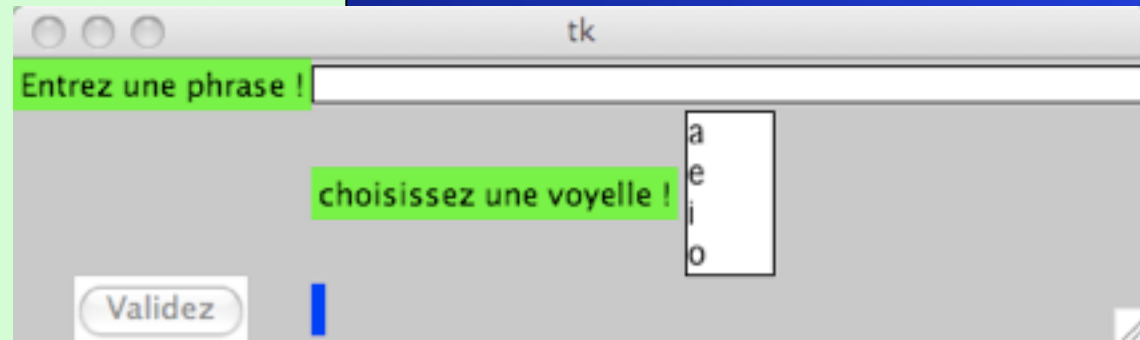 tk
Entrez une phrase !
choisissez une voyelle !
a
e
i
o
Validez